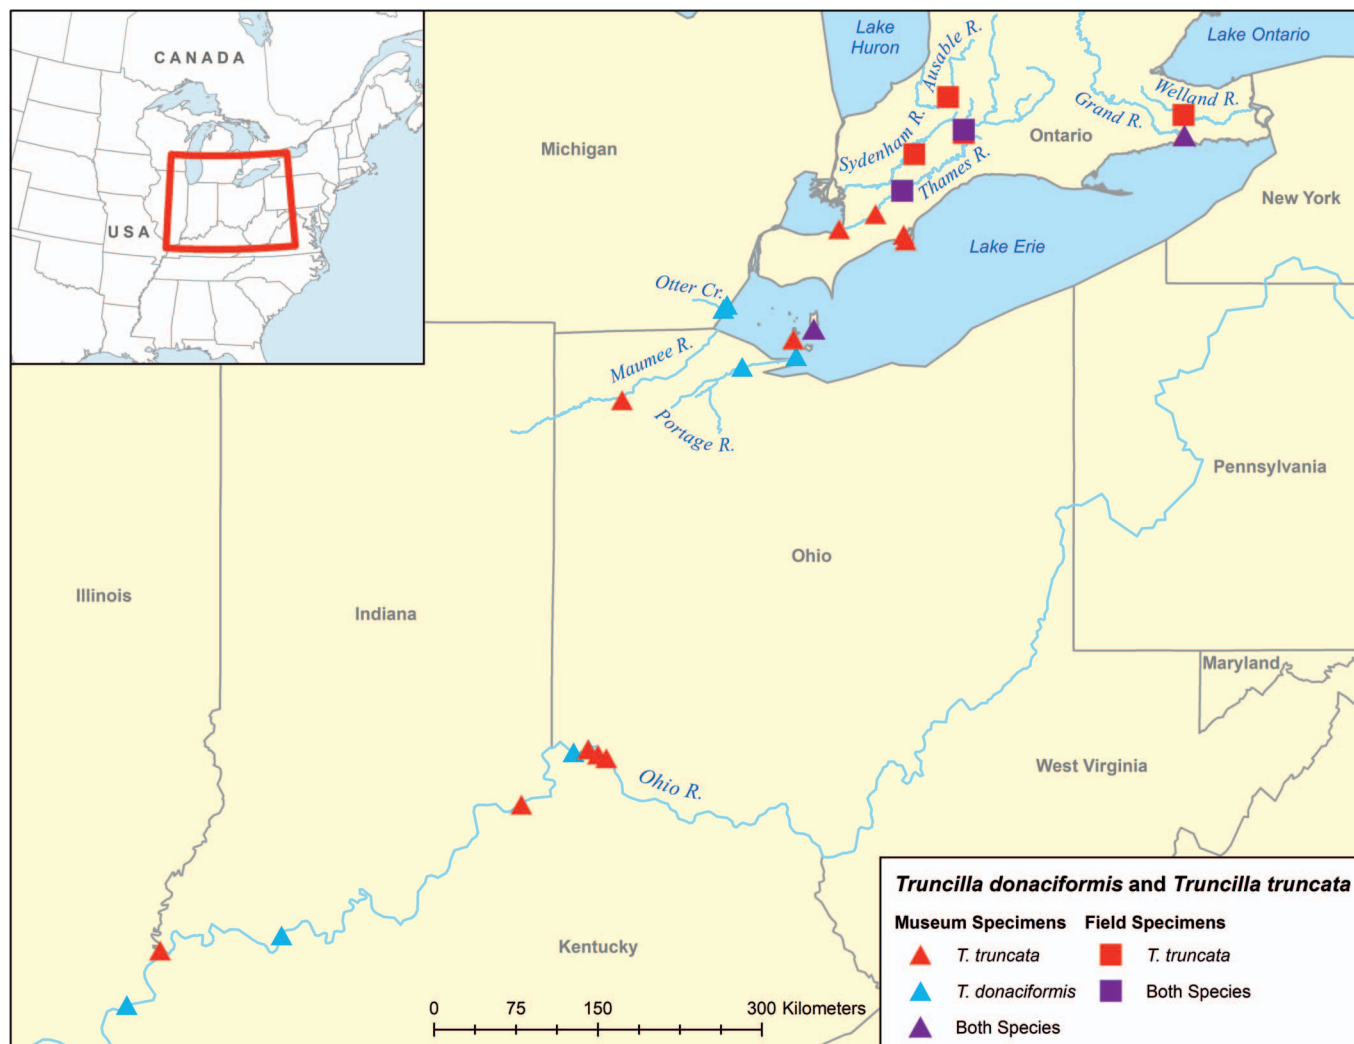 CANADA
USA
Lake
Huron
Ausable R.
Lake Ontario
Welland R.
Grand R.
Ontario
Michigan
Sydenham R.
Thames R.
New York
Lake Erie
Otter Cr.
Maumee R.
Portage R.
Pennsylvania
Ohio
Illinois
Indiana
Maryland
West Virginia
Ohio R.
Kentucky
0 75 150 300 Kilometers
Truncilla donaciformis and Truncilla truncata
Museum Specimens Field Specimens
T. truncata T. truncata
T. donaciformis Both Species
Both Species